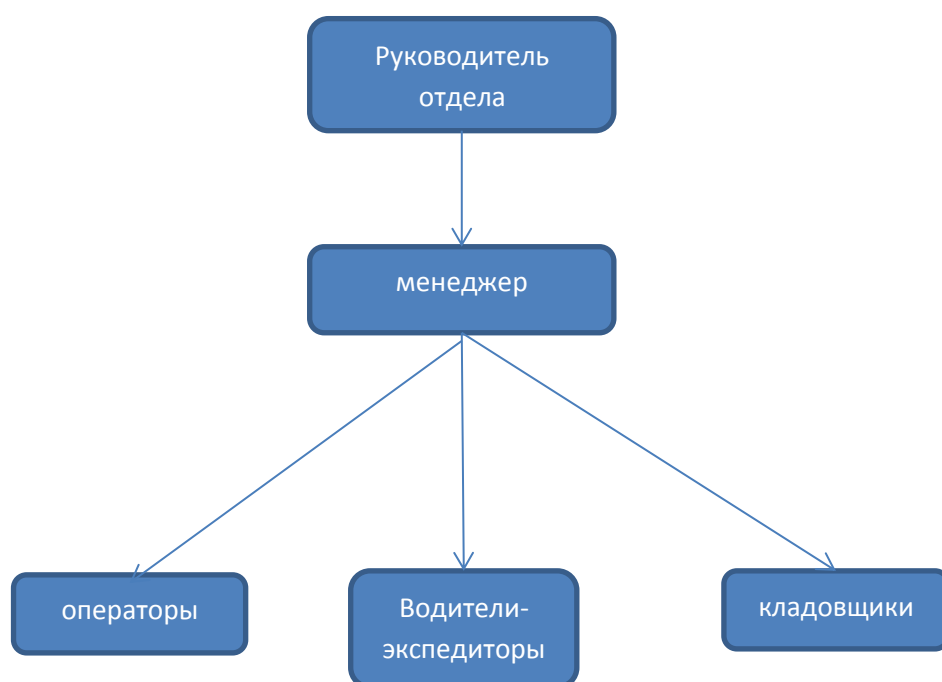 Руководитель
отдела
менеджер
операторы
Водители-
экспедиторы
кладовщики